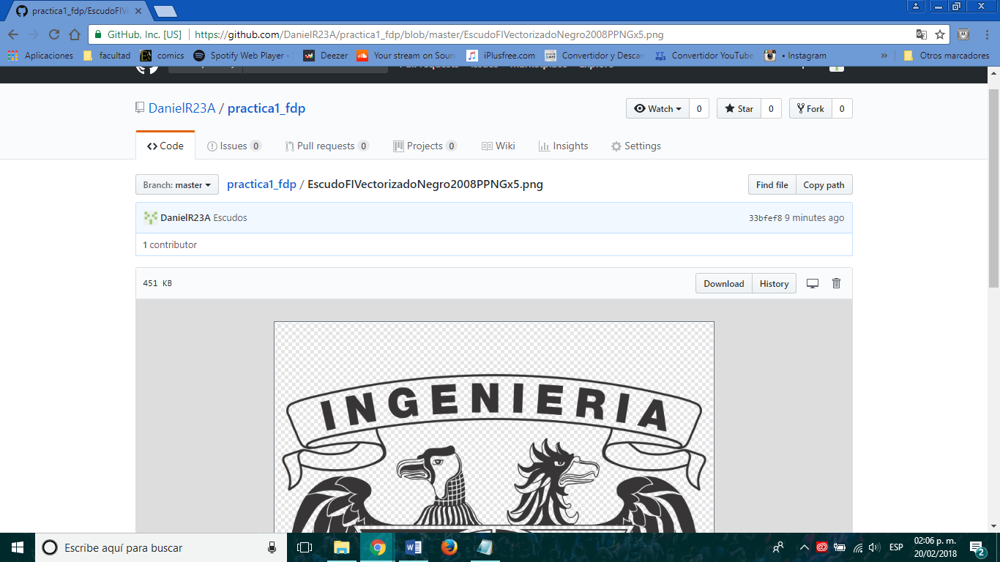 practica1_fdp/EscudoFIVe
GitHub, Inc. [US] https://github.com/DanielR23A/practica1_fdp/blob/master/EscudoFIVectorizadoNegro2008PPNGx5.png
Aplicaciones facultad comics Spotify Web Player - Deezer Your stream on Soun iPlusfree.com Convertidor y Descar Convertidor YouTube • Instagram » Otros marcadores
DanielR23A / practica1_fdp Watch 0 Star 0 Fork 0
Code Issues 0 Pull requests 0 Projects 0 Wiki Insights Settings
Branch: master practica1_fdp / EscudoFIVectorizadoNegro2008PPNGx5.png Find file Copy path
DanielR23A Escudos 33bfef8 9 minutes ago
1 contributor
451 KB Download History
INGENIERIA
Escribe aquí para buscar ESP 02:06 p. m.
20/02/2018 2